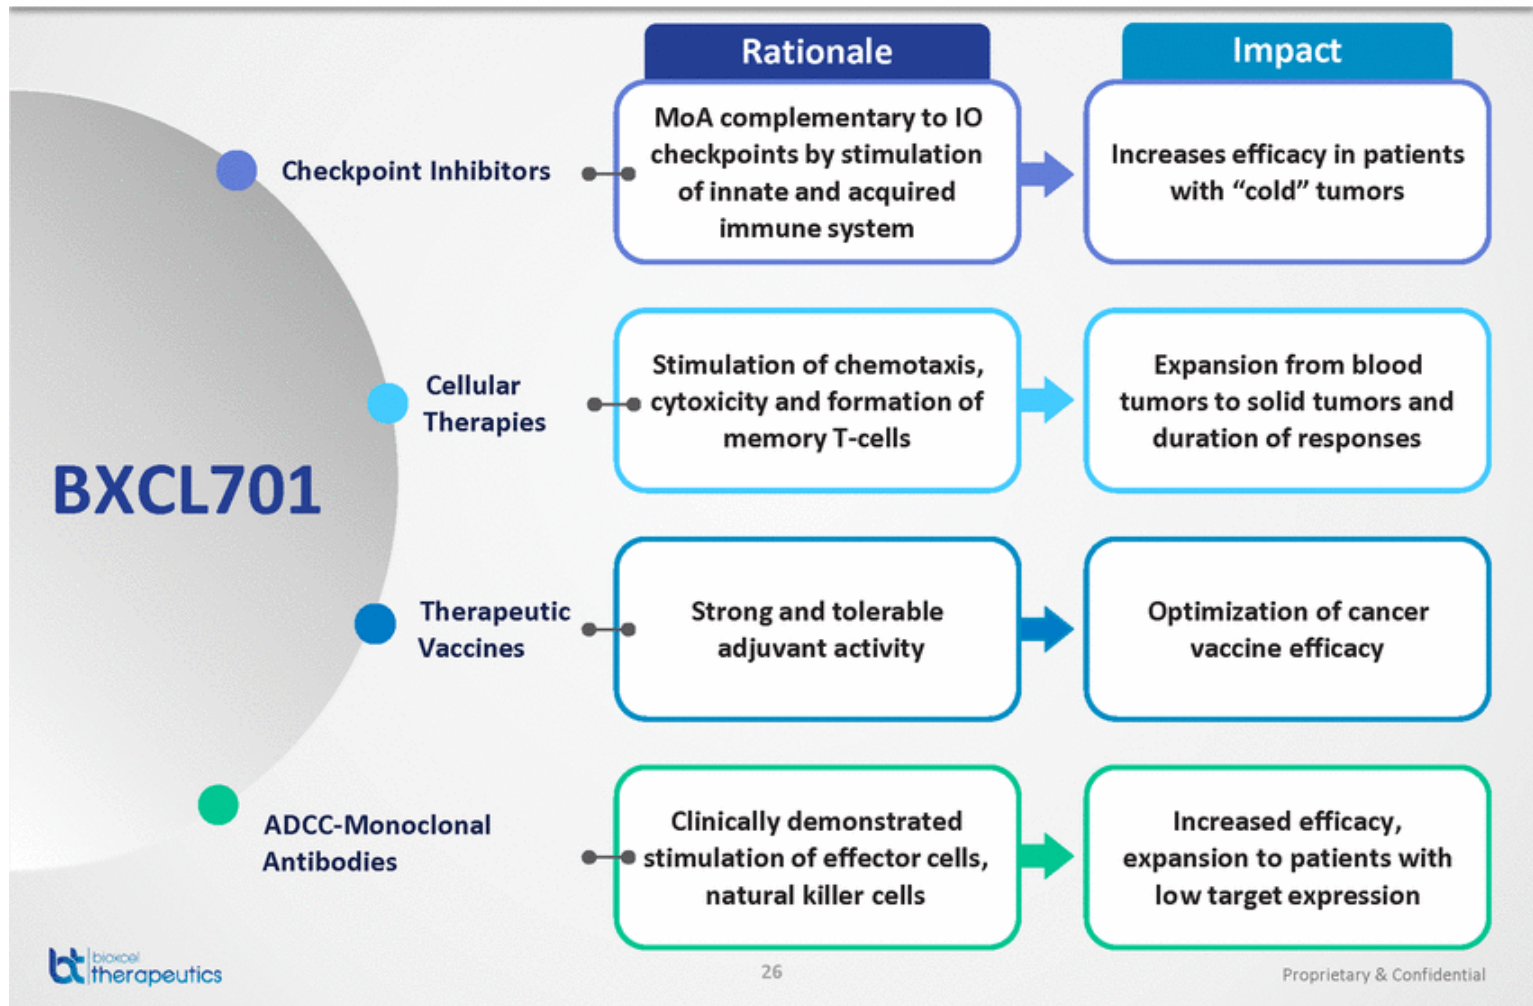 Rationale
Impact
Checkpoint Inhibitors
MoA complementary to IO
checkpoints by stimulation
of innate and acquired
immune system
Increases efficacy in patients
with “cold” tumors
Cellular
Therapies
Stimulation of chemotaxis,
cytoxicity and formation of
memory T-cells
Expansion from blood
tumors to solid tumors and
duration of responses
BXCL701
Therapeutic
Vaccines
Strong and tolerable
adjuvant activity
Optimization of cancer
vaccine efficacy
ADCC-Monoclonal
Antibodies
Clinically demonstrated
stimulation of effector cells,
natural killer cells
Increased efficacy,
expansion to patients with
low target expression
bt
bioxcel
therapeutics
26
Proprietary & Confidential